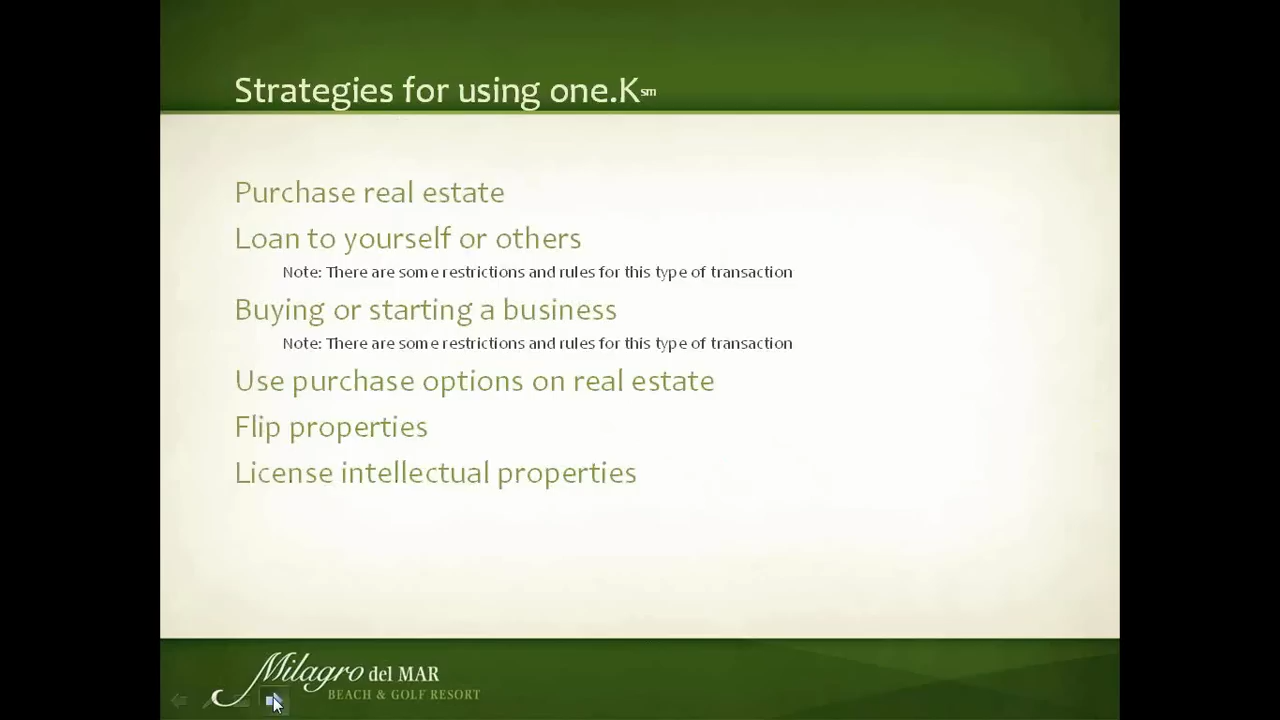 Strategies for using one.K sm
Purchase real estate
Loan to yourself or others
Note: There are some restrictions and rules for this type of transaction
Buying or starting a business
Note: There are some restrictions and rules for this type of transaction
Use purchase options on real estate
Flip properties
License intellectual properties
Milagro del MAR
BEACH & GOLF RESORT